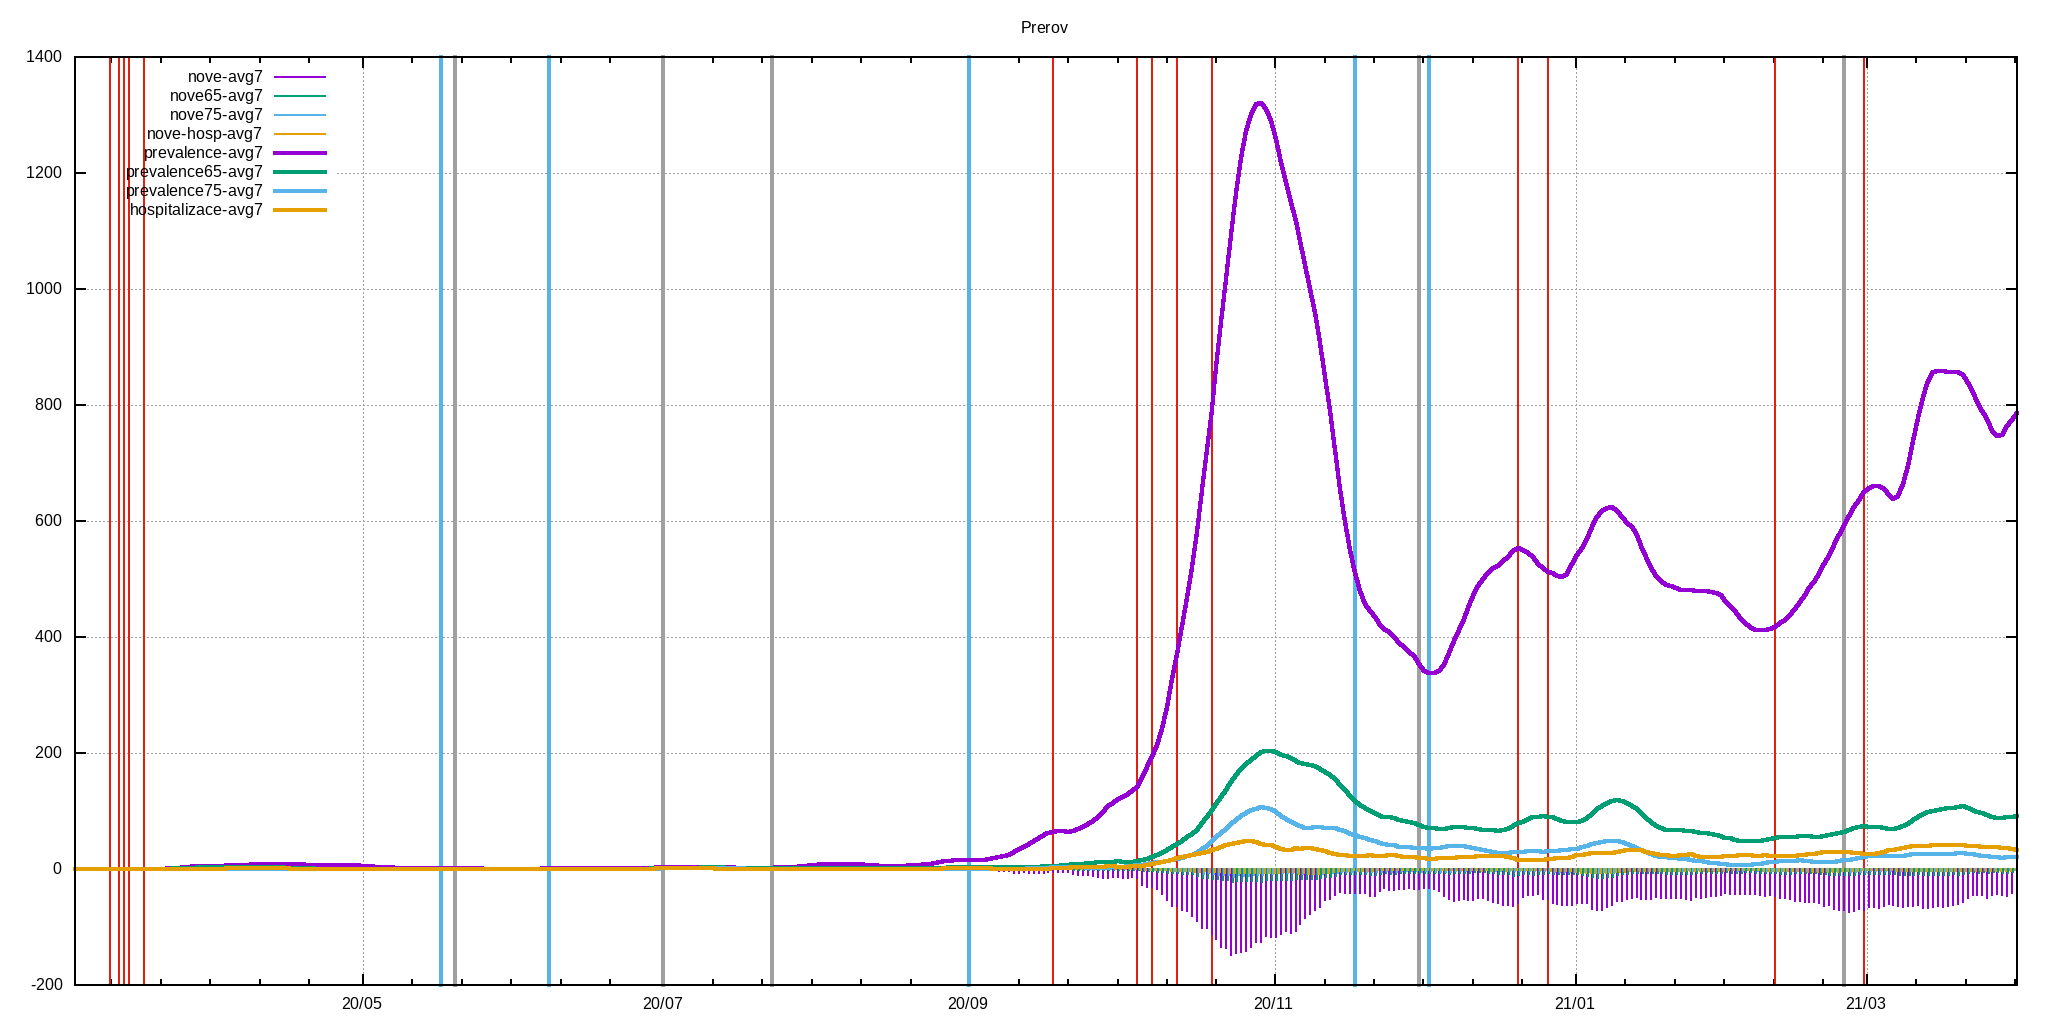 Prerov
1400
1200
1000
800
600
400
200
0
-200
nove-avg7
nove65-avg7
nove75-avg7
nove-hosp-avg7
prevalence-avg7
prevalence65-avg7
prevalence75-avg7
hospitalizace-avg7
20/05
20/07
20/09
20/11
21/01
21/03